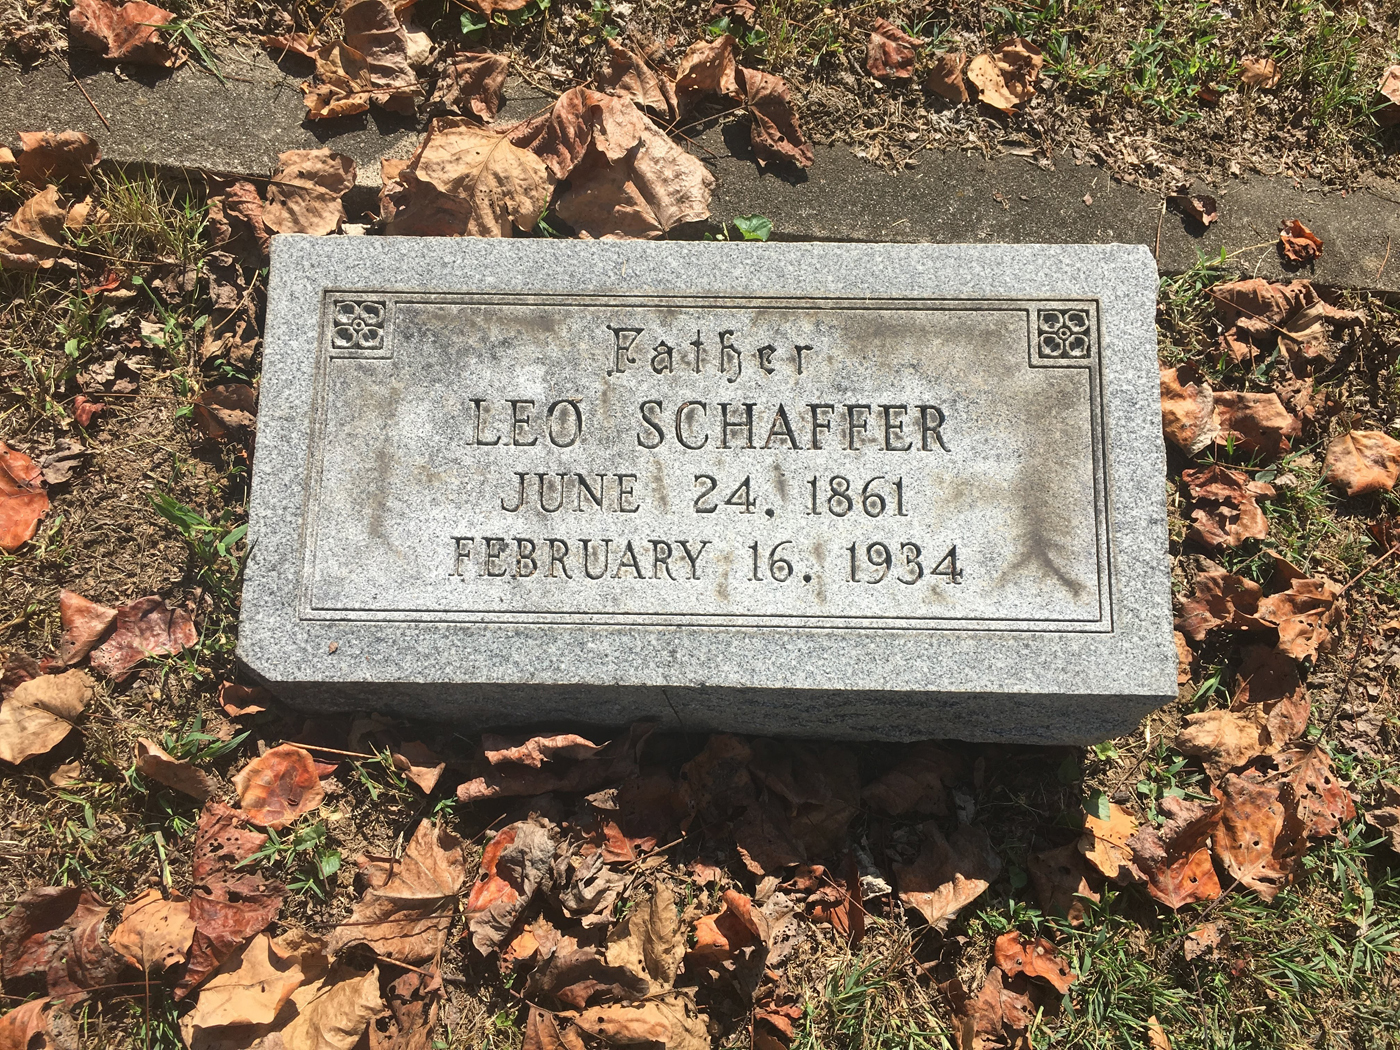 Father
LEO SCHAFFER
JUNE 24, 1861
FEBRUARY 16. 1934